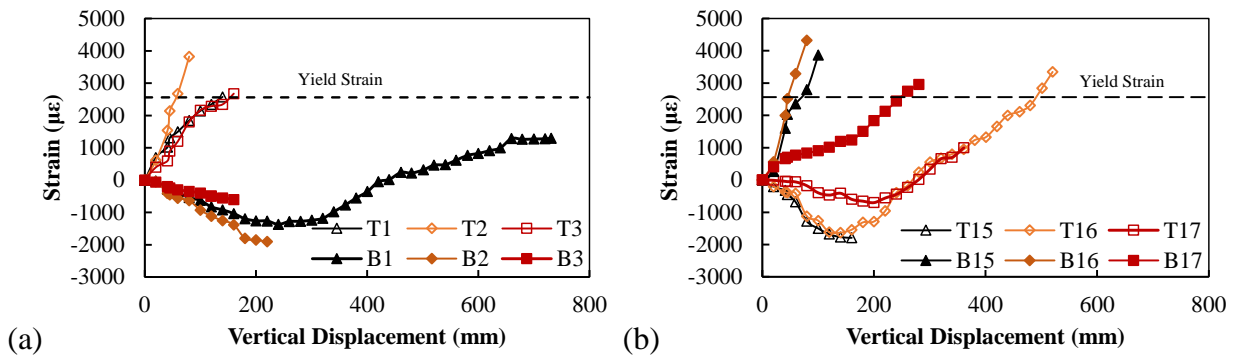 5000
4000
3000
2000
1000
0
-1000
-2000
-3000
Strain (με)
Yield Strain
T1 T2 T3
B1 B2 B3
0 200 400 600 800
Vertical Displacement (mm)
(a)
5000
4000
3000
2000
1000
0
-1000
-2000
-3000
Strain (με)
Yield Strain
T15 T16 T17
B15 B16 B17
0 200 400 600 800
Vertical Displacement (mm)
(b)